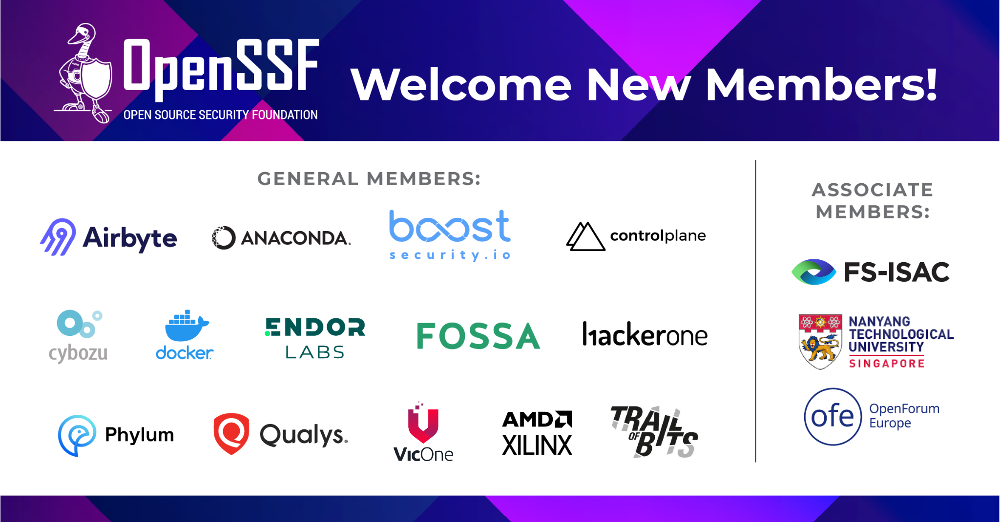 HONK
OpenSSF
OPEN SOURCE SECURITY FOUNDATION
Welcome New Members!
GENERAL MEMBERS:
Airbyte
ANACONDA®
boost
security.io
controlplane
cybozu
docker
ENDOR
LABS
FOSSA
hackerone
Phylum
Qualys®
VicOne
AMD
XILINX
TRAIL
OF
BITS
ASSOCIATE
MEMBERS:
FS-ISAC
NANYANG
TECHNOLOGICAL
UNIVERSITY
SINGAPORE
ofe
OpenForum
Europe